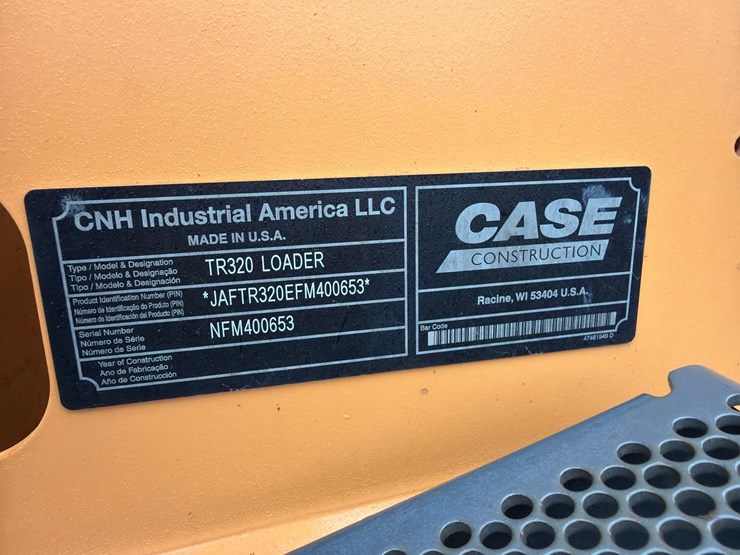 CNH Industrial America LLC
MADE IN U.S.A.
Type / Model & Designation
Tipo / Modelo & Designação
Tipo / Modelo & Designación
TR320 LOADER
Product Identification Number (PIN)
Número de Identificação do Produto (PIN)
Número de Identificación del Producto (PIN)
*JAFTR320EFM400653*
Serial Number
Número de Série
Número de Serie
NFM400653
Year of Construction
Ano de Fabricação
Año de Construcción
CASE
CONSTRUCTION
Racine, WI 53404 U.S.A.
Bar Code
47481949 D